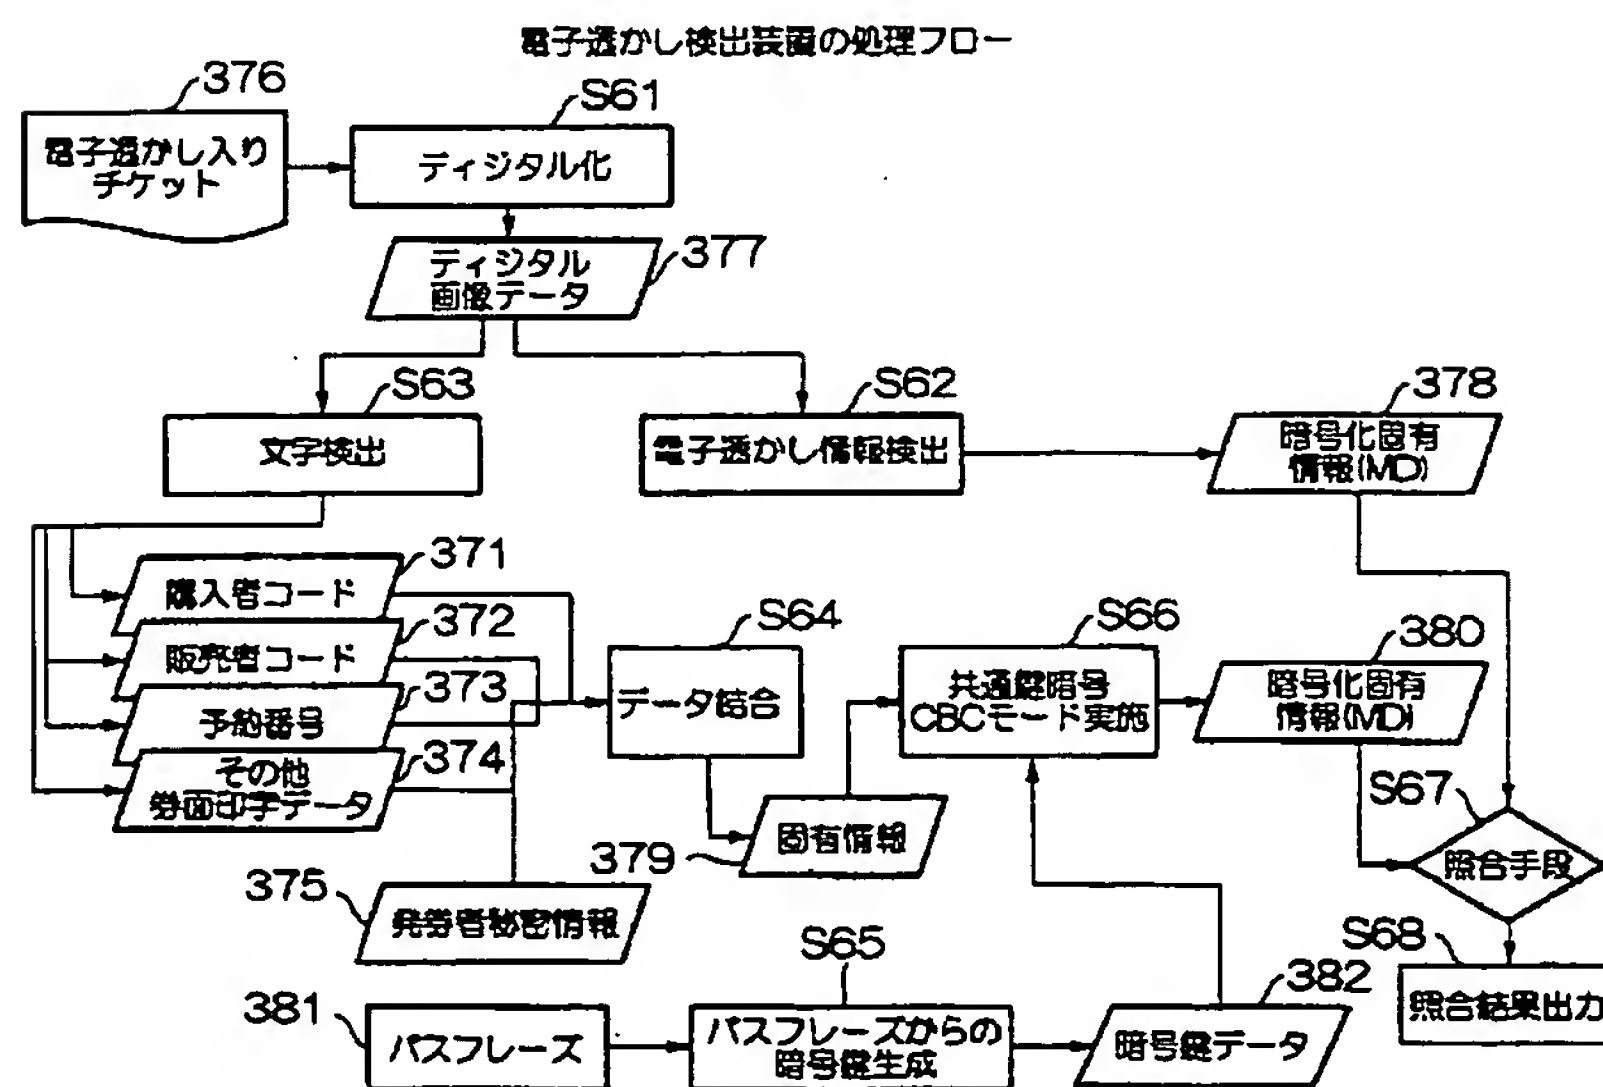 電子透かし検出装置の処理フロー
376
電子透かし入り
チケット
S61
ディジタル化
377
ディジタル
画像データ
S63
文字検出
S62
電子透かし情報検出
378
暗号化固有
情報(MD)
371
購入者コード
372
販売者コード
373
予約番号
374
その他
券面印字データ
375
発券者秘密情報
S64
データ結合
379
固有情報
S66
共通鍵暗号
CBCモード実施
380
暗号化固有
情報(MD)
S67
照合手段
S68
照合結果出力
381
パスフレーズ
S65
パスフレーズからの
暗号鍵生成
382
暗号鍵データ